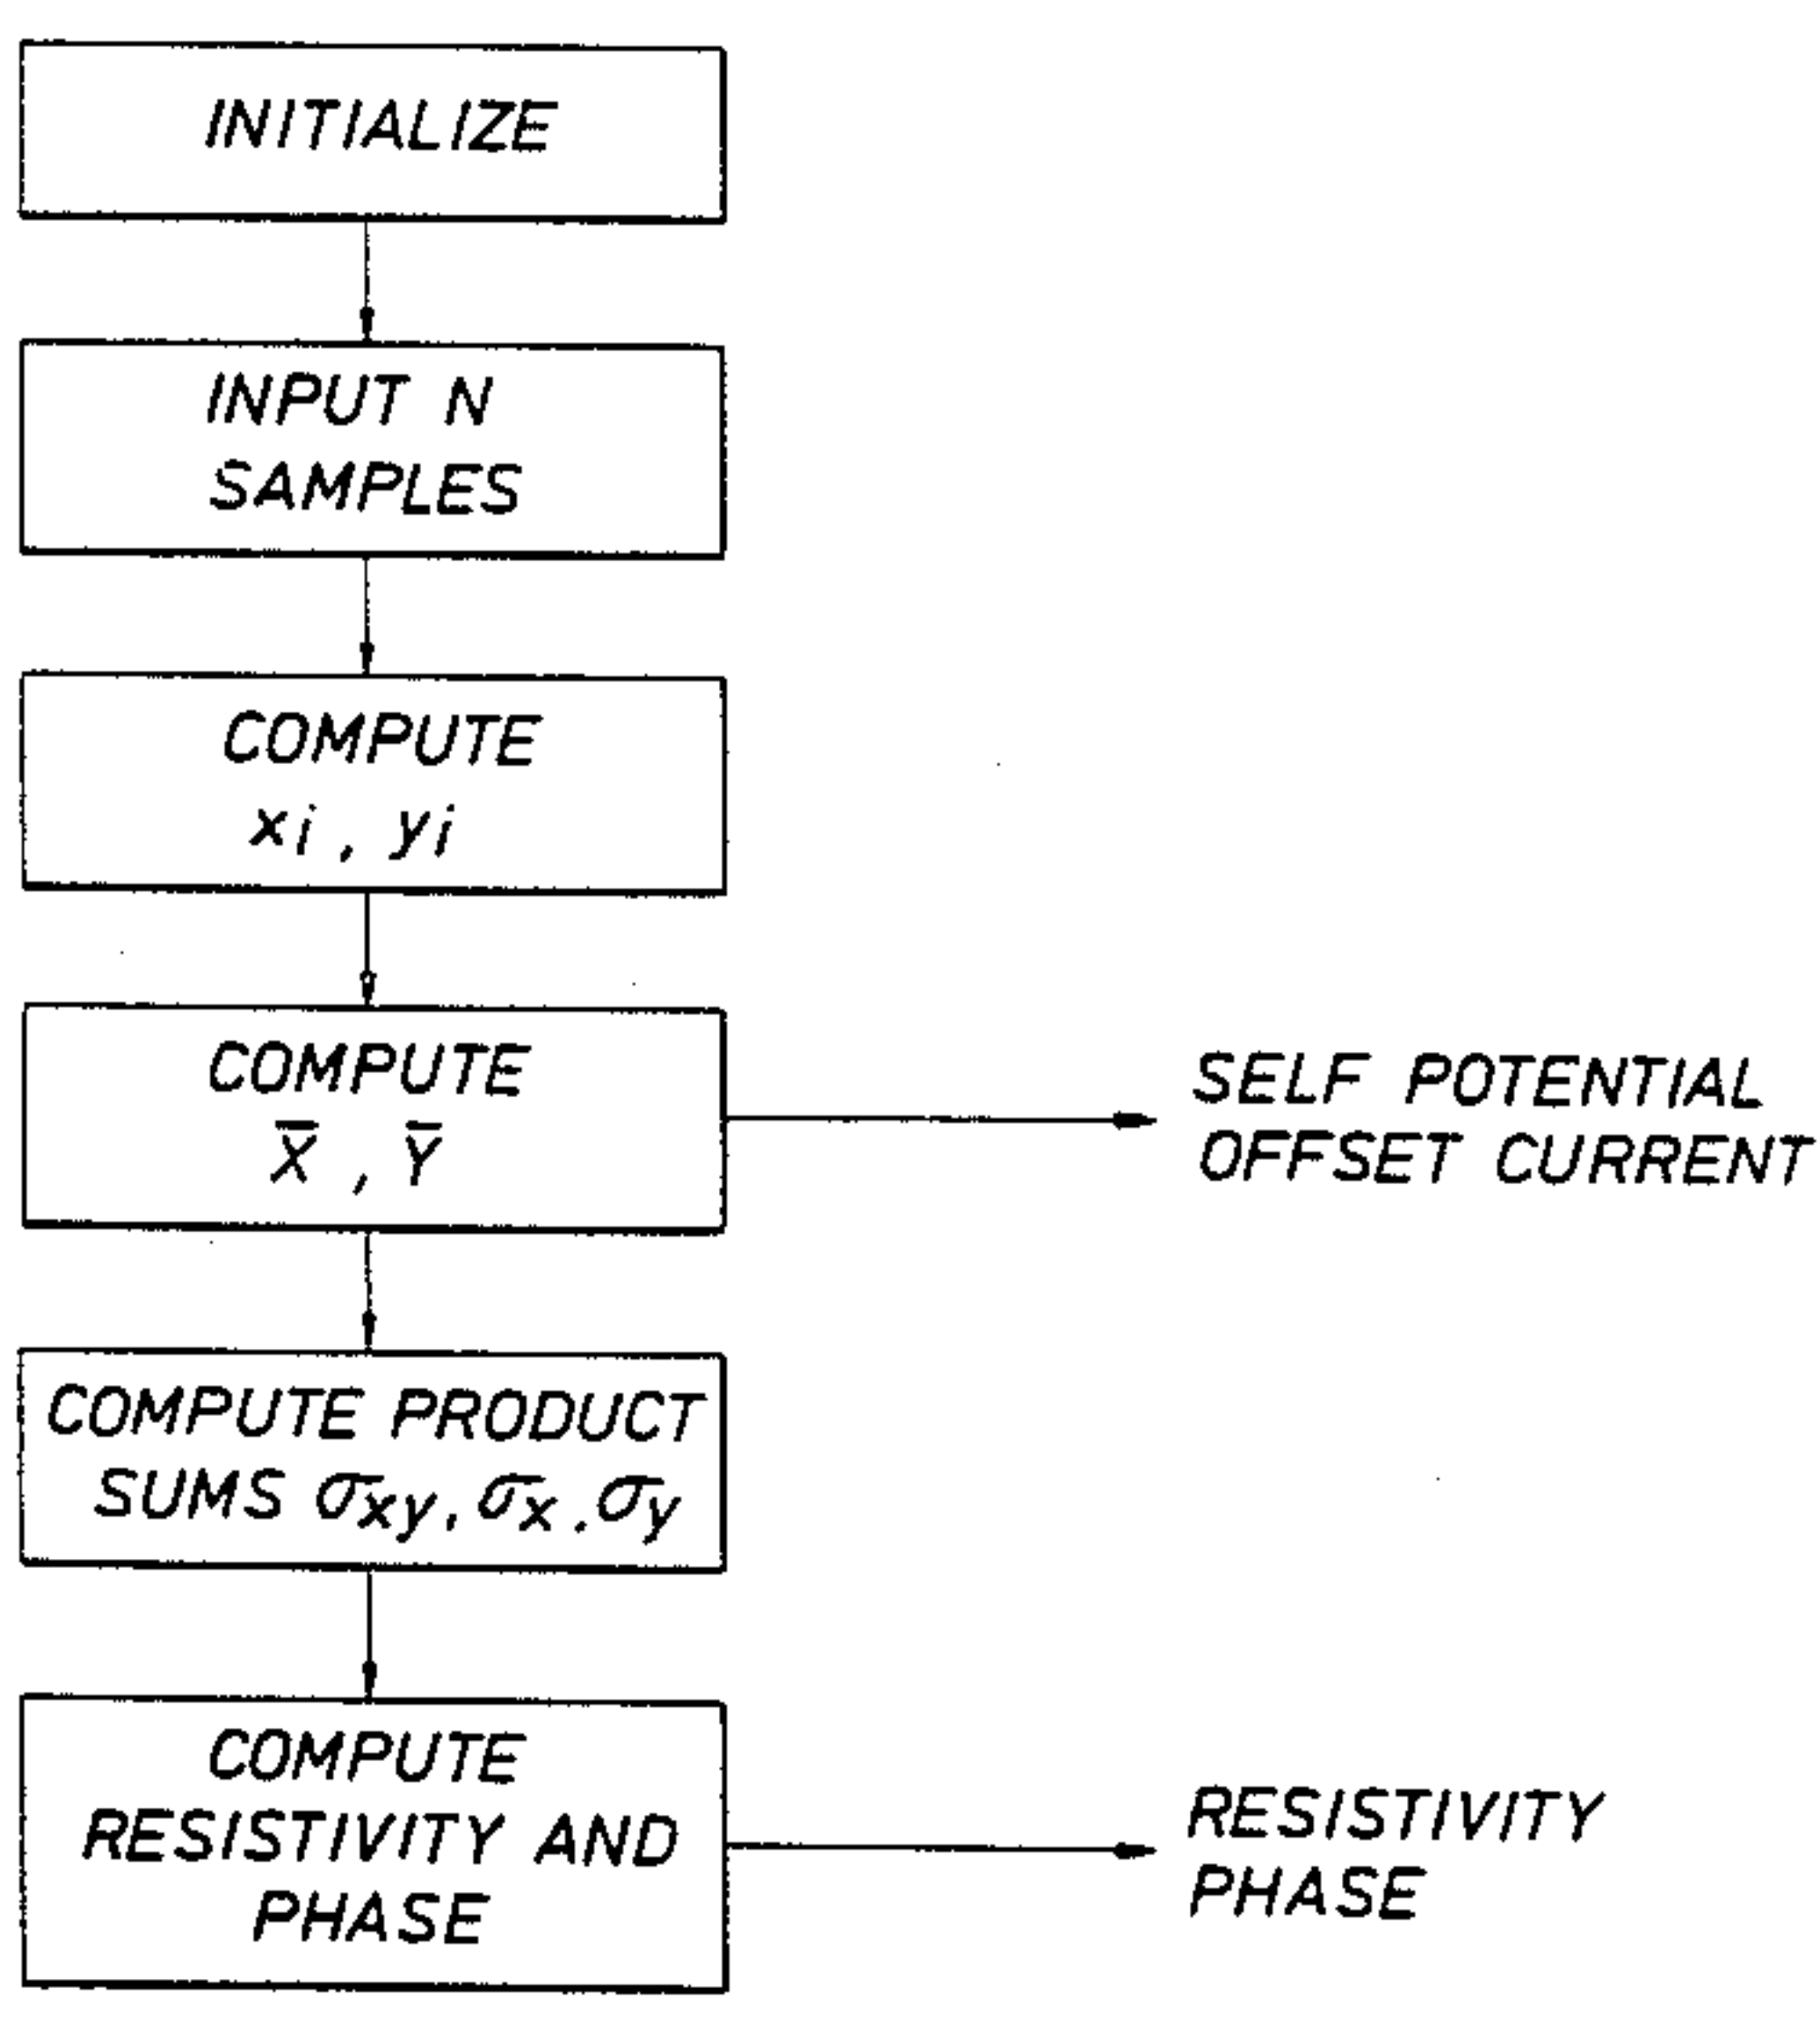 INITIALIZE
INPUT N
SAMPLES
COMPUTE
xi, yi
COMPUTE
X̅, Y̅
SELF POTENTIAL
OFFSET CURRENT
COMPUTE PRODUCT
SUMS σxy, σx.σy
COMPUTE
RESISTIVITY AND
PHASE
RESISTIVITY
PHASE